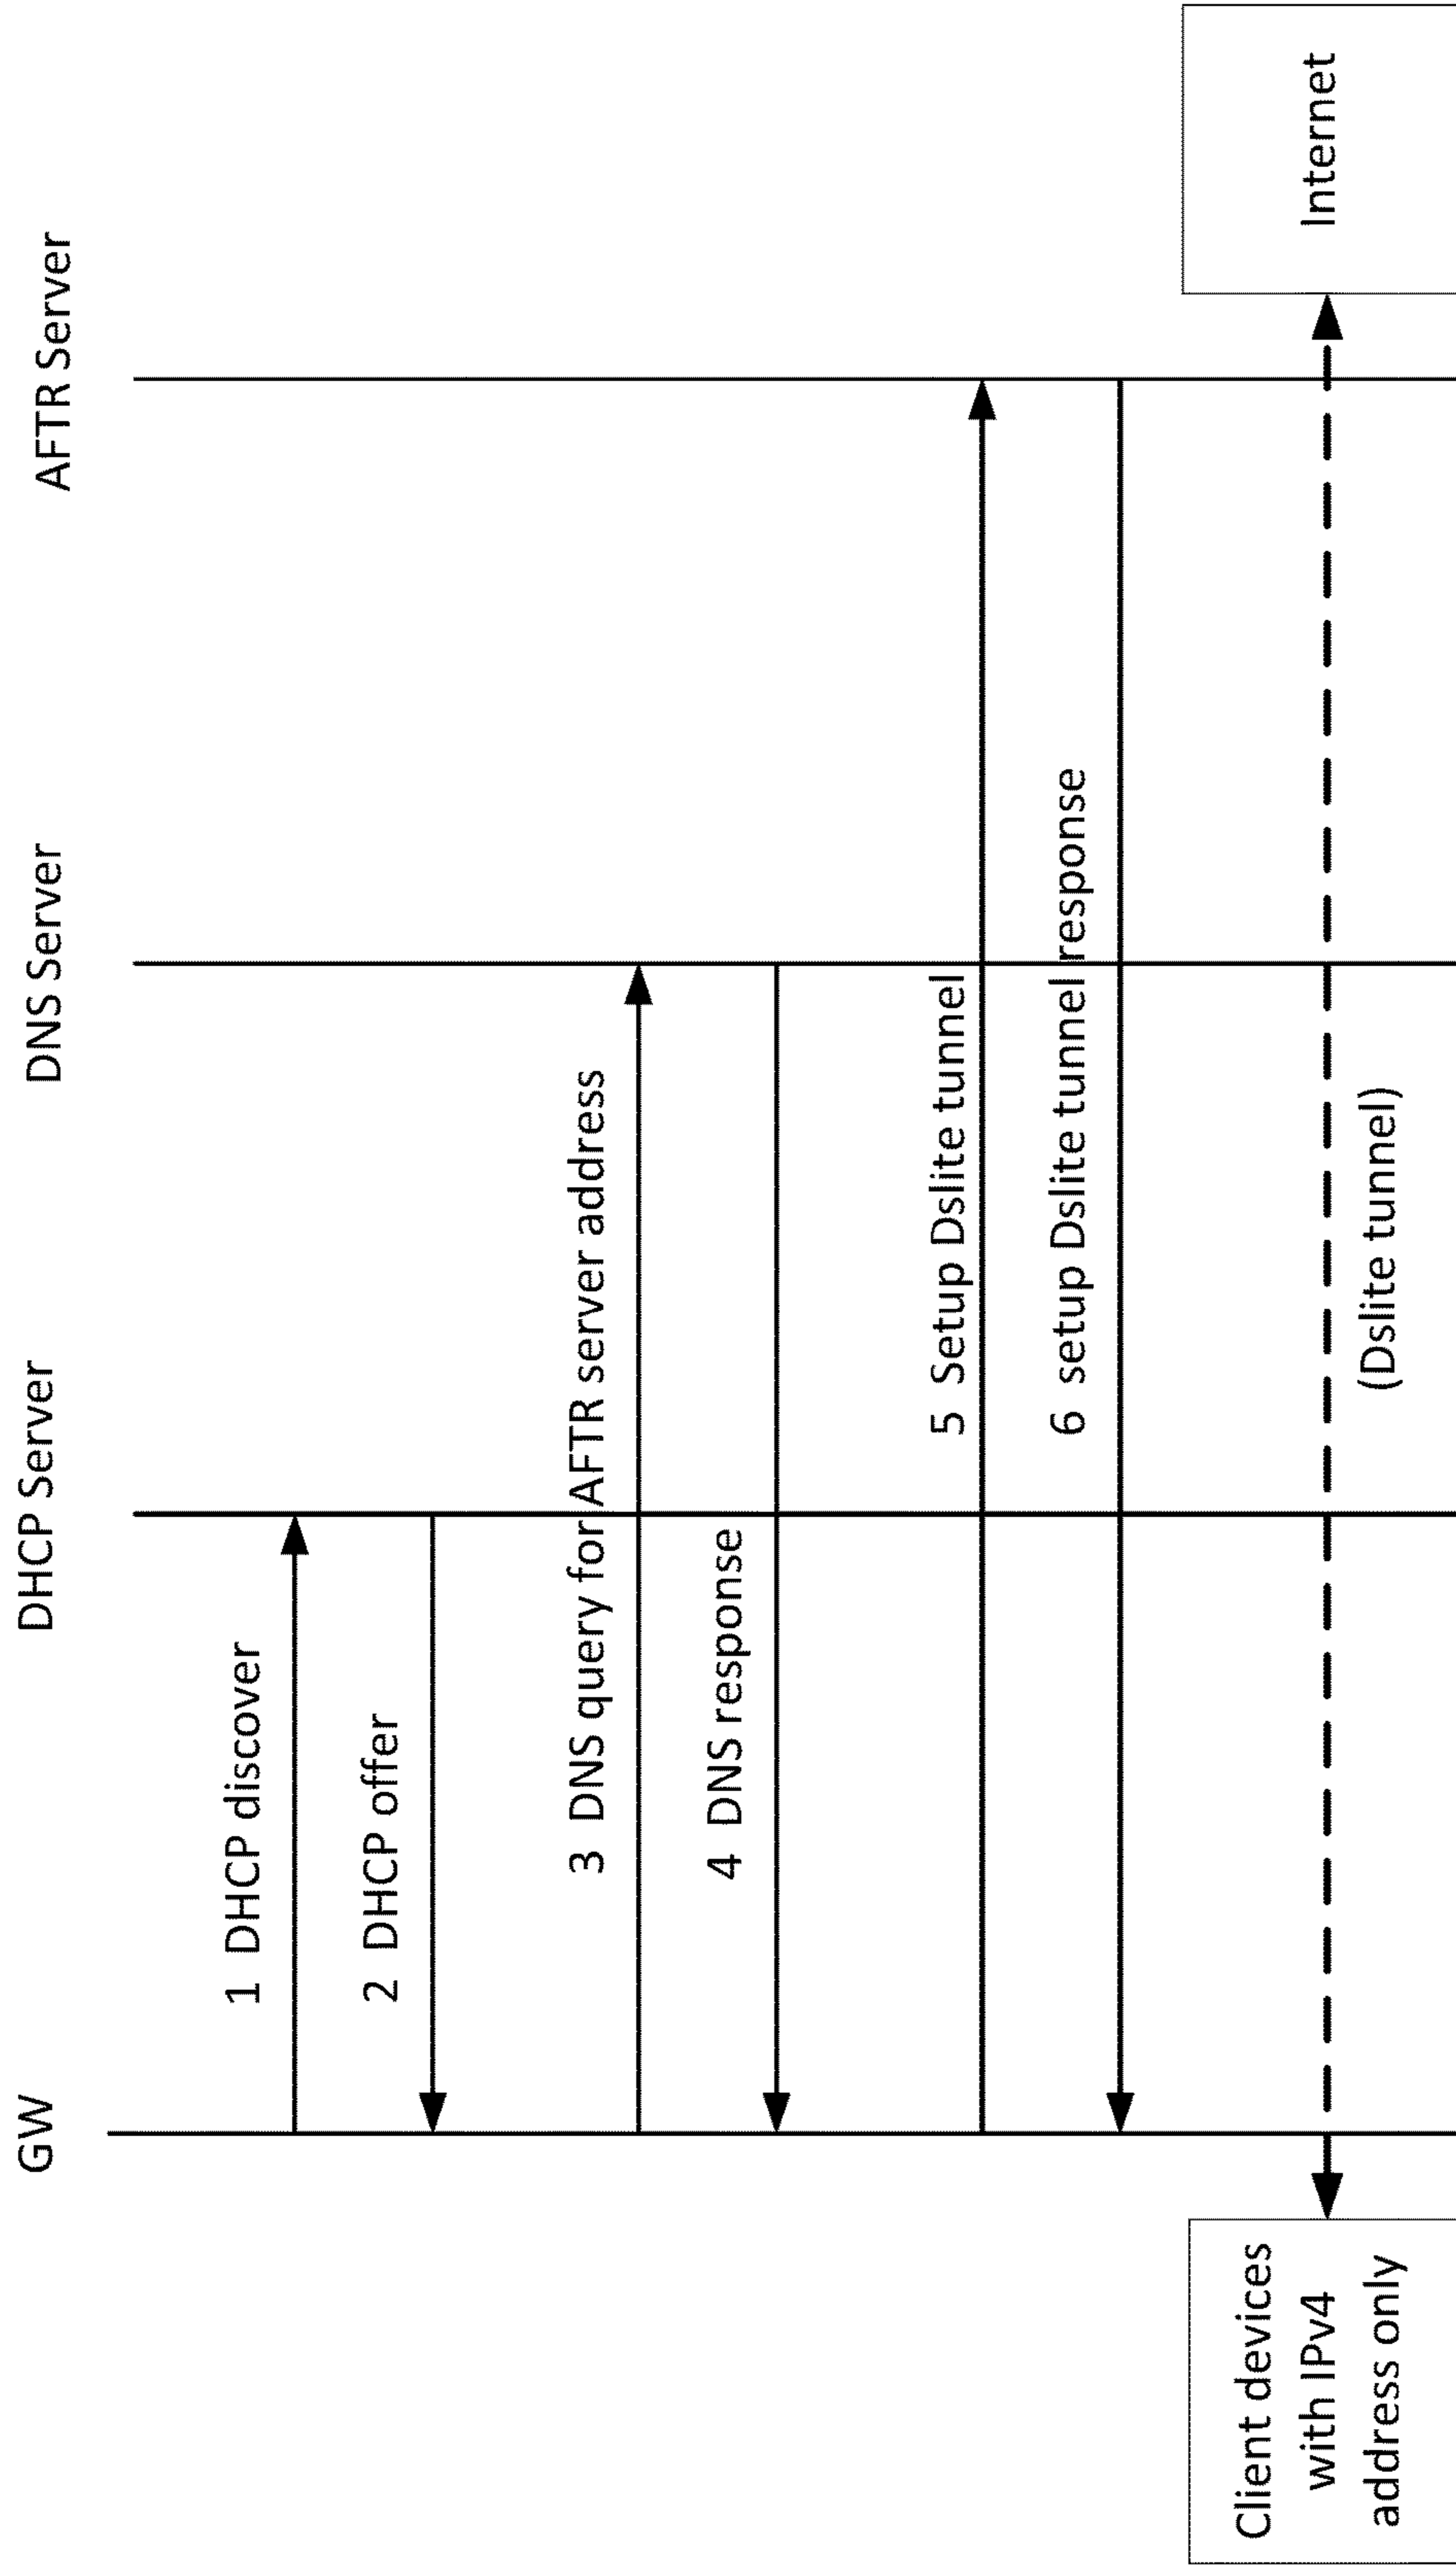 GW
DHCP Server
DNS Server
AFTR Server
1 DHCP discover
2 DHCP offer
3 DNS query for AFTR server address
4 DNS response
5 Setup Dslite tunnel
6 setup Dslite tunnel response
Client devices
with IPv4
address only
(Dslite tunnel)
Internet